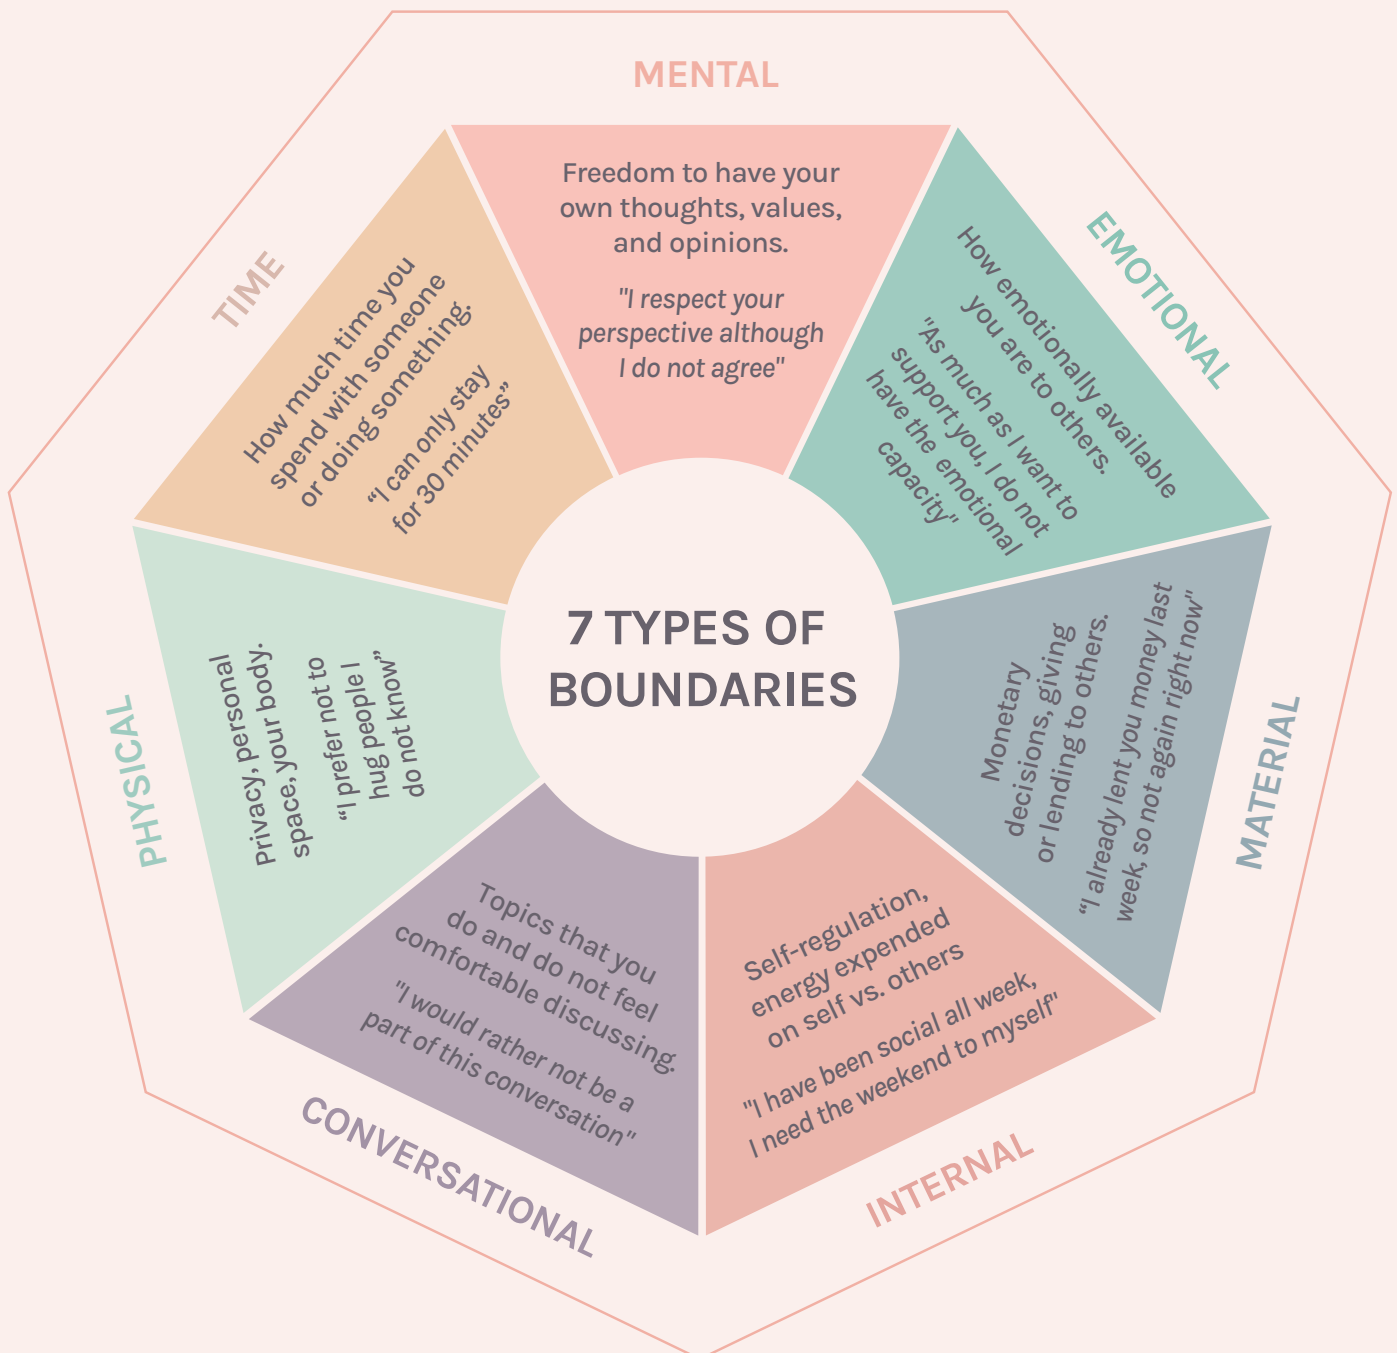 MENTAL
Freedom to have your
own thoughts, values,
and opinions.
"I respect your
perspective although
I do not agree"
EMOTIONAL
How emotionally available
you are to others.
"As much as I want to
support you, I do not
have the emotional
capacity"
MATERIAL
Monetary
decisions, giving
or lending to others.
“I already lent you money last
week, so not again right now"
INTERNAL
Self-regulation,
energy expended
on self vs. others
"I have been social all week,
I need the weekend to myself"
CONVERSATIONAL
Topics that you
do and do not feel
comfortable discussing.
"I would rather not be a
part of this conversation"
PHYSICAL
Privacy, personal
space, your body.
“I prefer not to
hug people I
do not know”
TIME
How much time you
spend with someone
or doing something.
“I can only stay
for 30 minutes”
7 TYPES OF
BOUNDARIES